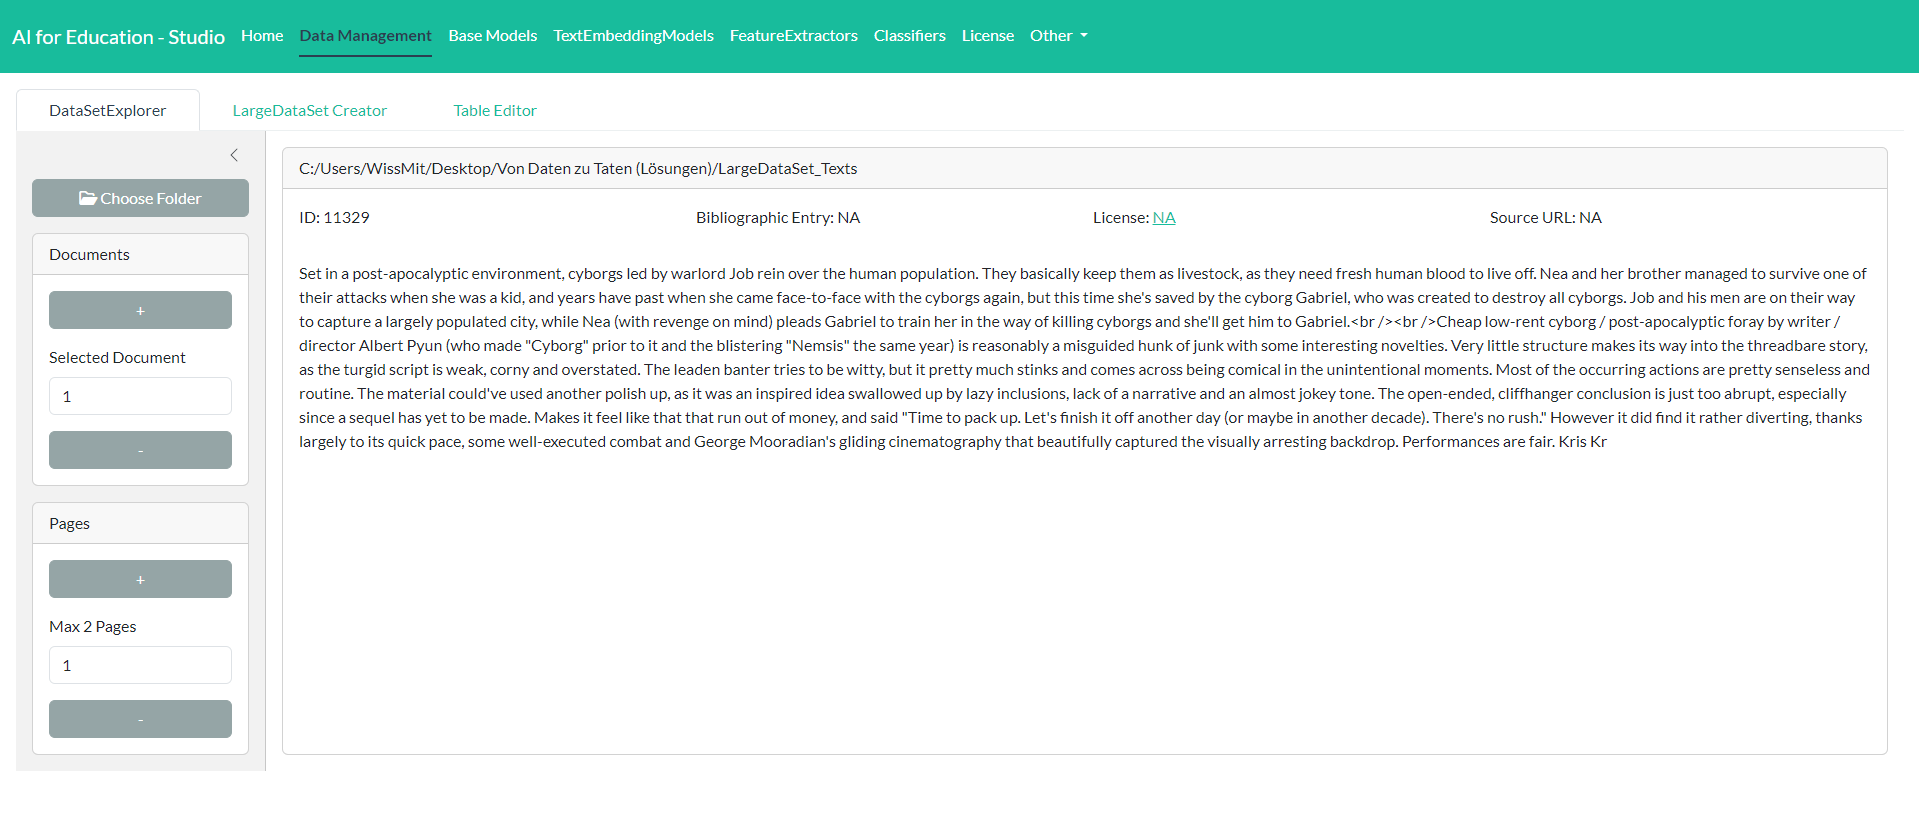 AI for Education - Studio Home Data Management Base Models TextEmbeddingModels FeatureExtractors Classifiers License Other
DataSetExplorer LargeDataSet Creator Table Editor
Choose Folder
Documents
+
Selected Document
1
-
Pages
+
Max 2 Pages
1
-
C:/Users/WissMit/Desktop/Von Daten zu Taten (Lösungen)/LargeDataSet_Texts
ID: 11329 Bibliographic Entry: NA License: NA Source URL: NA
Set in a post-apocalyptic environment, cyborgs led by warlord Job rein over the human population. They basically keep them as livestock, as they need fresh human blood to live off. Nea and her brother managed to survive one of
their attacks when she was a kid, and years have past when she came face-to-face with the cyborgs again, but this time she's saved by the cyborg Gabriel, who was created to destroy all cyborgs. Job and his men are on their way
to capture a largely populated city, while Nea (with revenge on mind) pleads Gabriel to train her in the way of killing cyborgs and she'll get him to Gabriel.<br /><br />Cheap low-rent cyborg / post-apocalyptic foray by writer /
director Albert Pyun (who made "Cyborg" prior to it and the blistering "Nemsis" the same year) is reasonably a misguided hunk of junk with some interesting novelties. Very little structure makes its way into the threadbare story,
as the turgid script is weak, corny and overstated. The leaden banter tries to be witty, but it pretty much stinks and comes across being comical in the unintentional moments. Most of the occurring actions are pretty senseless and
routine. The material could've used another polish up, as it was an inspired idea swallowed up by lazy inclusions, lack of a narrative and an almost jokey tone. The open-ended, cliffhanger conclusion is just too abrupt, especially
since a sequel has yet to be made. Makes it feel like that that run out of money, and said "Time to pack up. Let's finish it off another day (or maybe in another decade). There's no rush." However it did find it rather diverting, thanks
largely to its quick pace, some well-executed combat and George Mooradian's gliding cinematography that beautifully captured the visually arresting backdrop. Performances are fair. Kris Kr